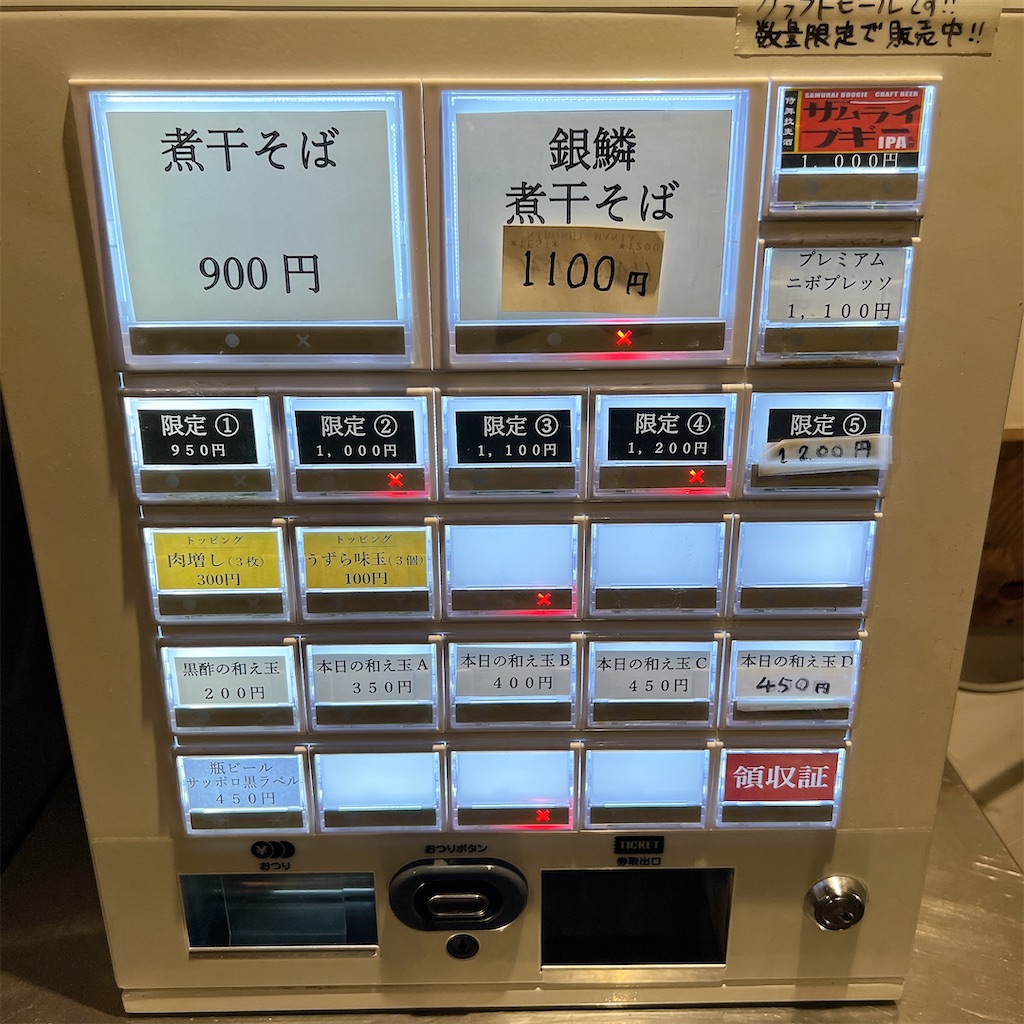 クラフトビールです!!
数量限定で販売中!!
煮干そば
900円
銀鱗
煮干そば
1100円
SAMURAI BOOGIE CRAFT BEER
サムライ
ブギー
IPA
1,000円
プレミアム
ニボプレッソ
1,100円
限定①
950円
限定②
1,000円
限定③
1,100円
限定④
1,200円
限定⑤
1200円
トッピング
肉増し(3枚)
300円
トッピング
うずら味玉(3個)
100円
黒酢の和え玉
200円
本日の和え玉A
350円
本日の和え玉B
400円
本日の和え玉C
450円
本日の和え玉D
450円
瓶ビール
サッポロ黒ラベル
450円
領収証
¥
おつり
おつりボタン
TICKET
券取出口